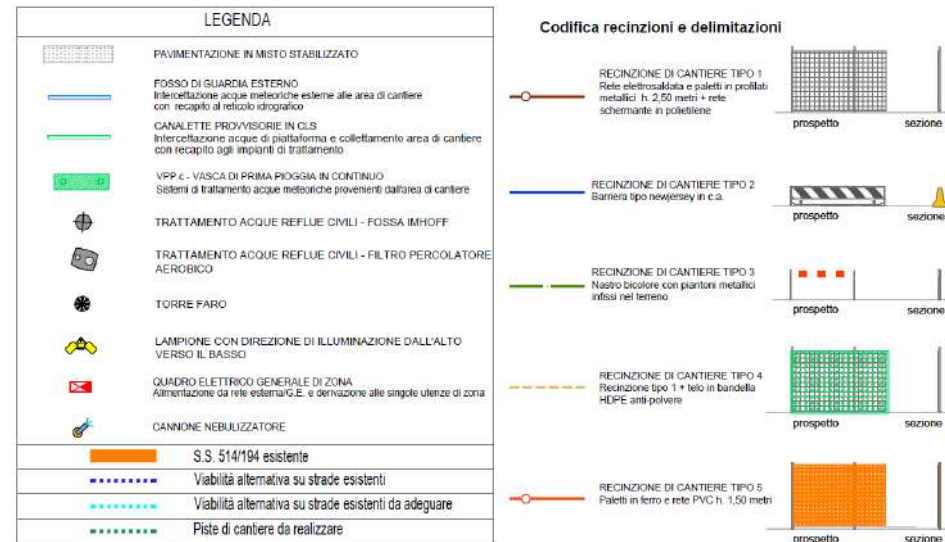 LEGENDA
PAVIMENTAZIONE IN MISTO STABILIZZATO
FOSSO DI GUARDIA ESTERNO
Intercettazione acque meteoriche esterne alle area di cantiere
con recapito al reticolo idrografico
CANALETTE PROVVISORIE IN CLS
Intercettazione acque di piattaforma e collettamento area di cantiere
con recapito agli impianti di trattamento
VPP.c - VASCA DI PRIMA PIOGGIA IN CONTINUO
Sistemi di trattamento acque meteoriche provenienti dall'area di cantiere
TRATTAMENTO ACQUE REFLUE CIVILI - FOSSA IMHOFF
TRATTAMENTO ACQUE REFLUE CIVILI - FILTRO PERCOLATORE
AEROBICO
TORRE FARO
LAMPIONE CON DIREZIONE DI ILLUMINAZIONE DALL'ALTO
VERSO IL BASSO
QUADRO ELETTRICO GENERALE DI ZONA
Alimentazione da rete esterna/G.E. e derivazione alle singole utenze di zona
CANNONE NEBULIZZATORE
S.S. 514/194 esistente
Viabilità alternativa su strade esistenti
Viabilità alternativa su strade esistenti da adeguare
Piste di cantiere da realizzare
Codifica recinzioni e delimitazioni
RECINZIONE DI CANTIERE TIPO 1
Rete elettrosaldata e paletti in profilati
metallici h. 2,50 metri + rete
schermante in polietilene
prospetto sezione
RECINZIONE DI CANTIERE TIPO 2
Barriera tipo newjersey in c.a.
prospetto sezione
RECINZIONE DI CANTIERE TIPO 3
Nastro bicolore con piantoni metallici
infissi nel terreno
prospetto sezione
RECINZIONE DI CANTIERE TIPO 4
Recinzione tipo 1 + telo in bandella
HDPE anti-polvere
prospetto sezione
RECINZIONE DI CANTIERE TIPO 5
Paletti in ferro e rete PVC h. 1,50 metri
prospetto sezione